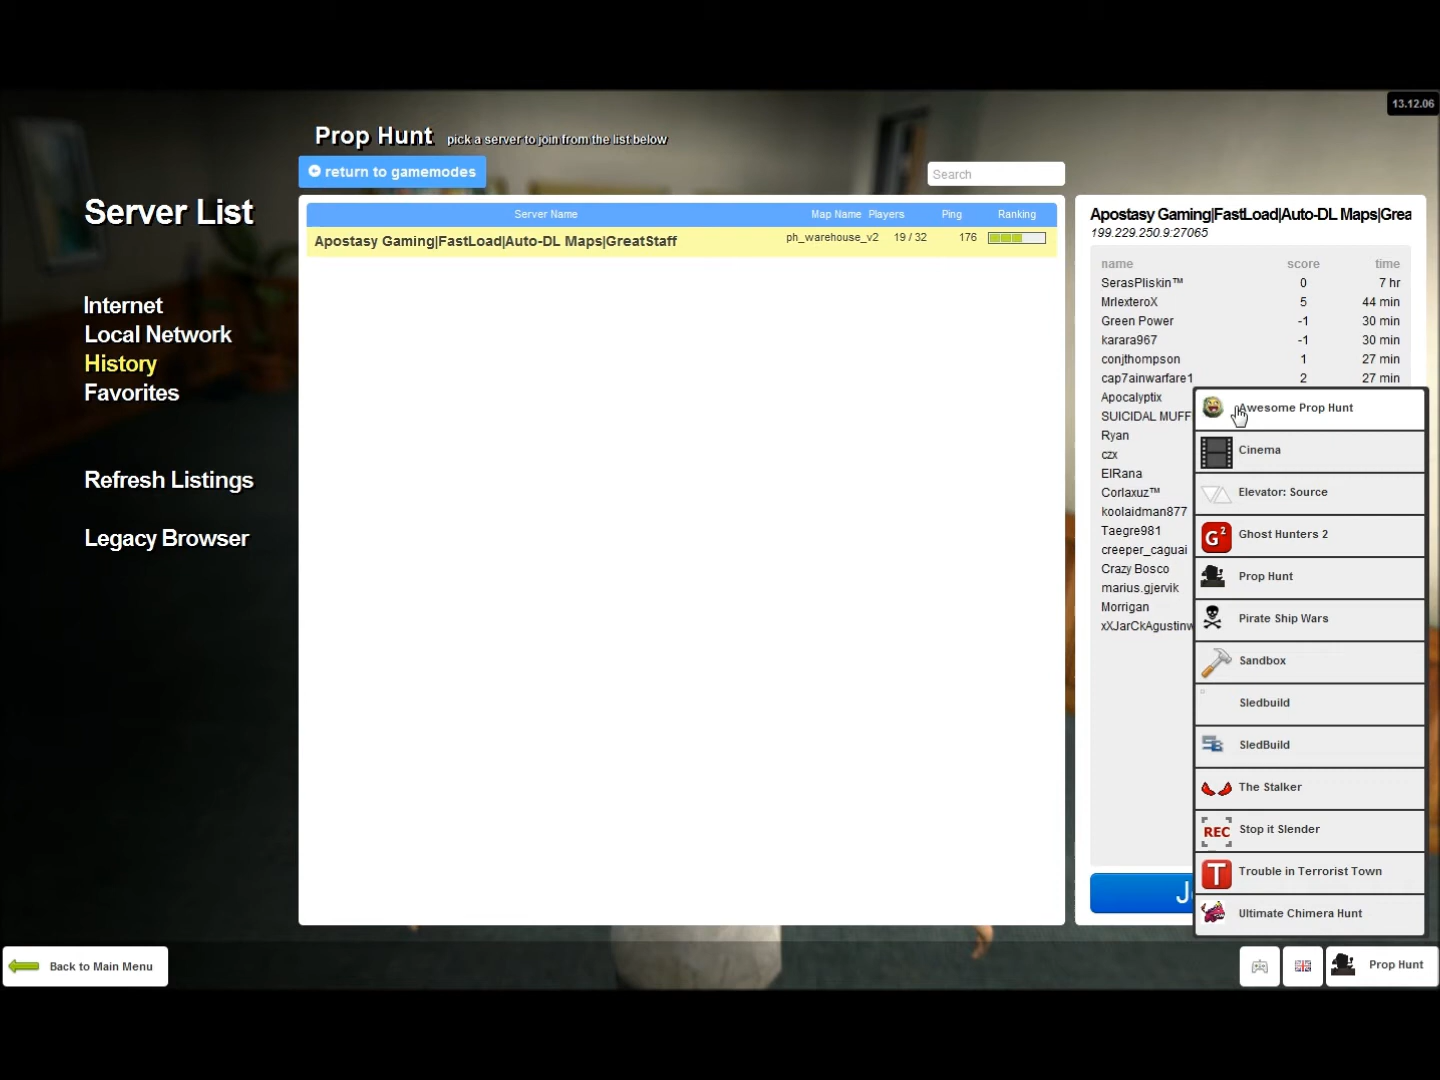 13.12.06
Prop Hunt pick a server to join from the list below
return to gamemodes
Search
Server List
Internet
Local Network
History
Favorites
Refresh Listings
Legacy Browser
Server Name Map Name Players Ping Ranking
Apostasy Gaming|FastLoad|Auto-DL Maps|GreatStaff ph_warehouse_v2 19 / 32 176
Apostasy Gaming|FastLoad|Auto-DL Maps|Grea
199.229.250.9:27065
name score time
SerasPliskin™ 0 7 hr
MrlexteroX 5 44 min
Green Power -1 30 min
karara967 -1 30 min
conjthompson 1 27 min
cap7ainwarfare1 2 27 min
Apocalyptix
SUICIDAL MUFF
Ryan
czx
ElRana
Corlaxuz™
koolaidman877
Taegre981
creeper_caguai
Crazy Bosco
marius.gjervik
Morrigan
xXJarCkAgustinw
J
Awesome Prop Hunt
Cinema
Elevator: Source
G² Ghost Hunters 2
Prop Hunt
Pirate Ship Wars
Sandbox
Sledbuild
SB SledBuild
The Stalker
REC Stop it Slender
T Trouble in Terrorist Town
Ultimate Chimera Hunt
Back to Main Menu
Prop Hunt